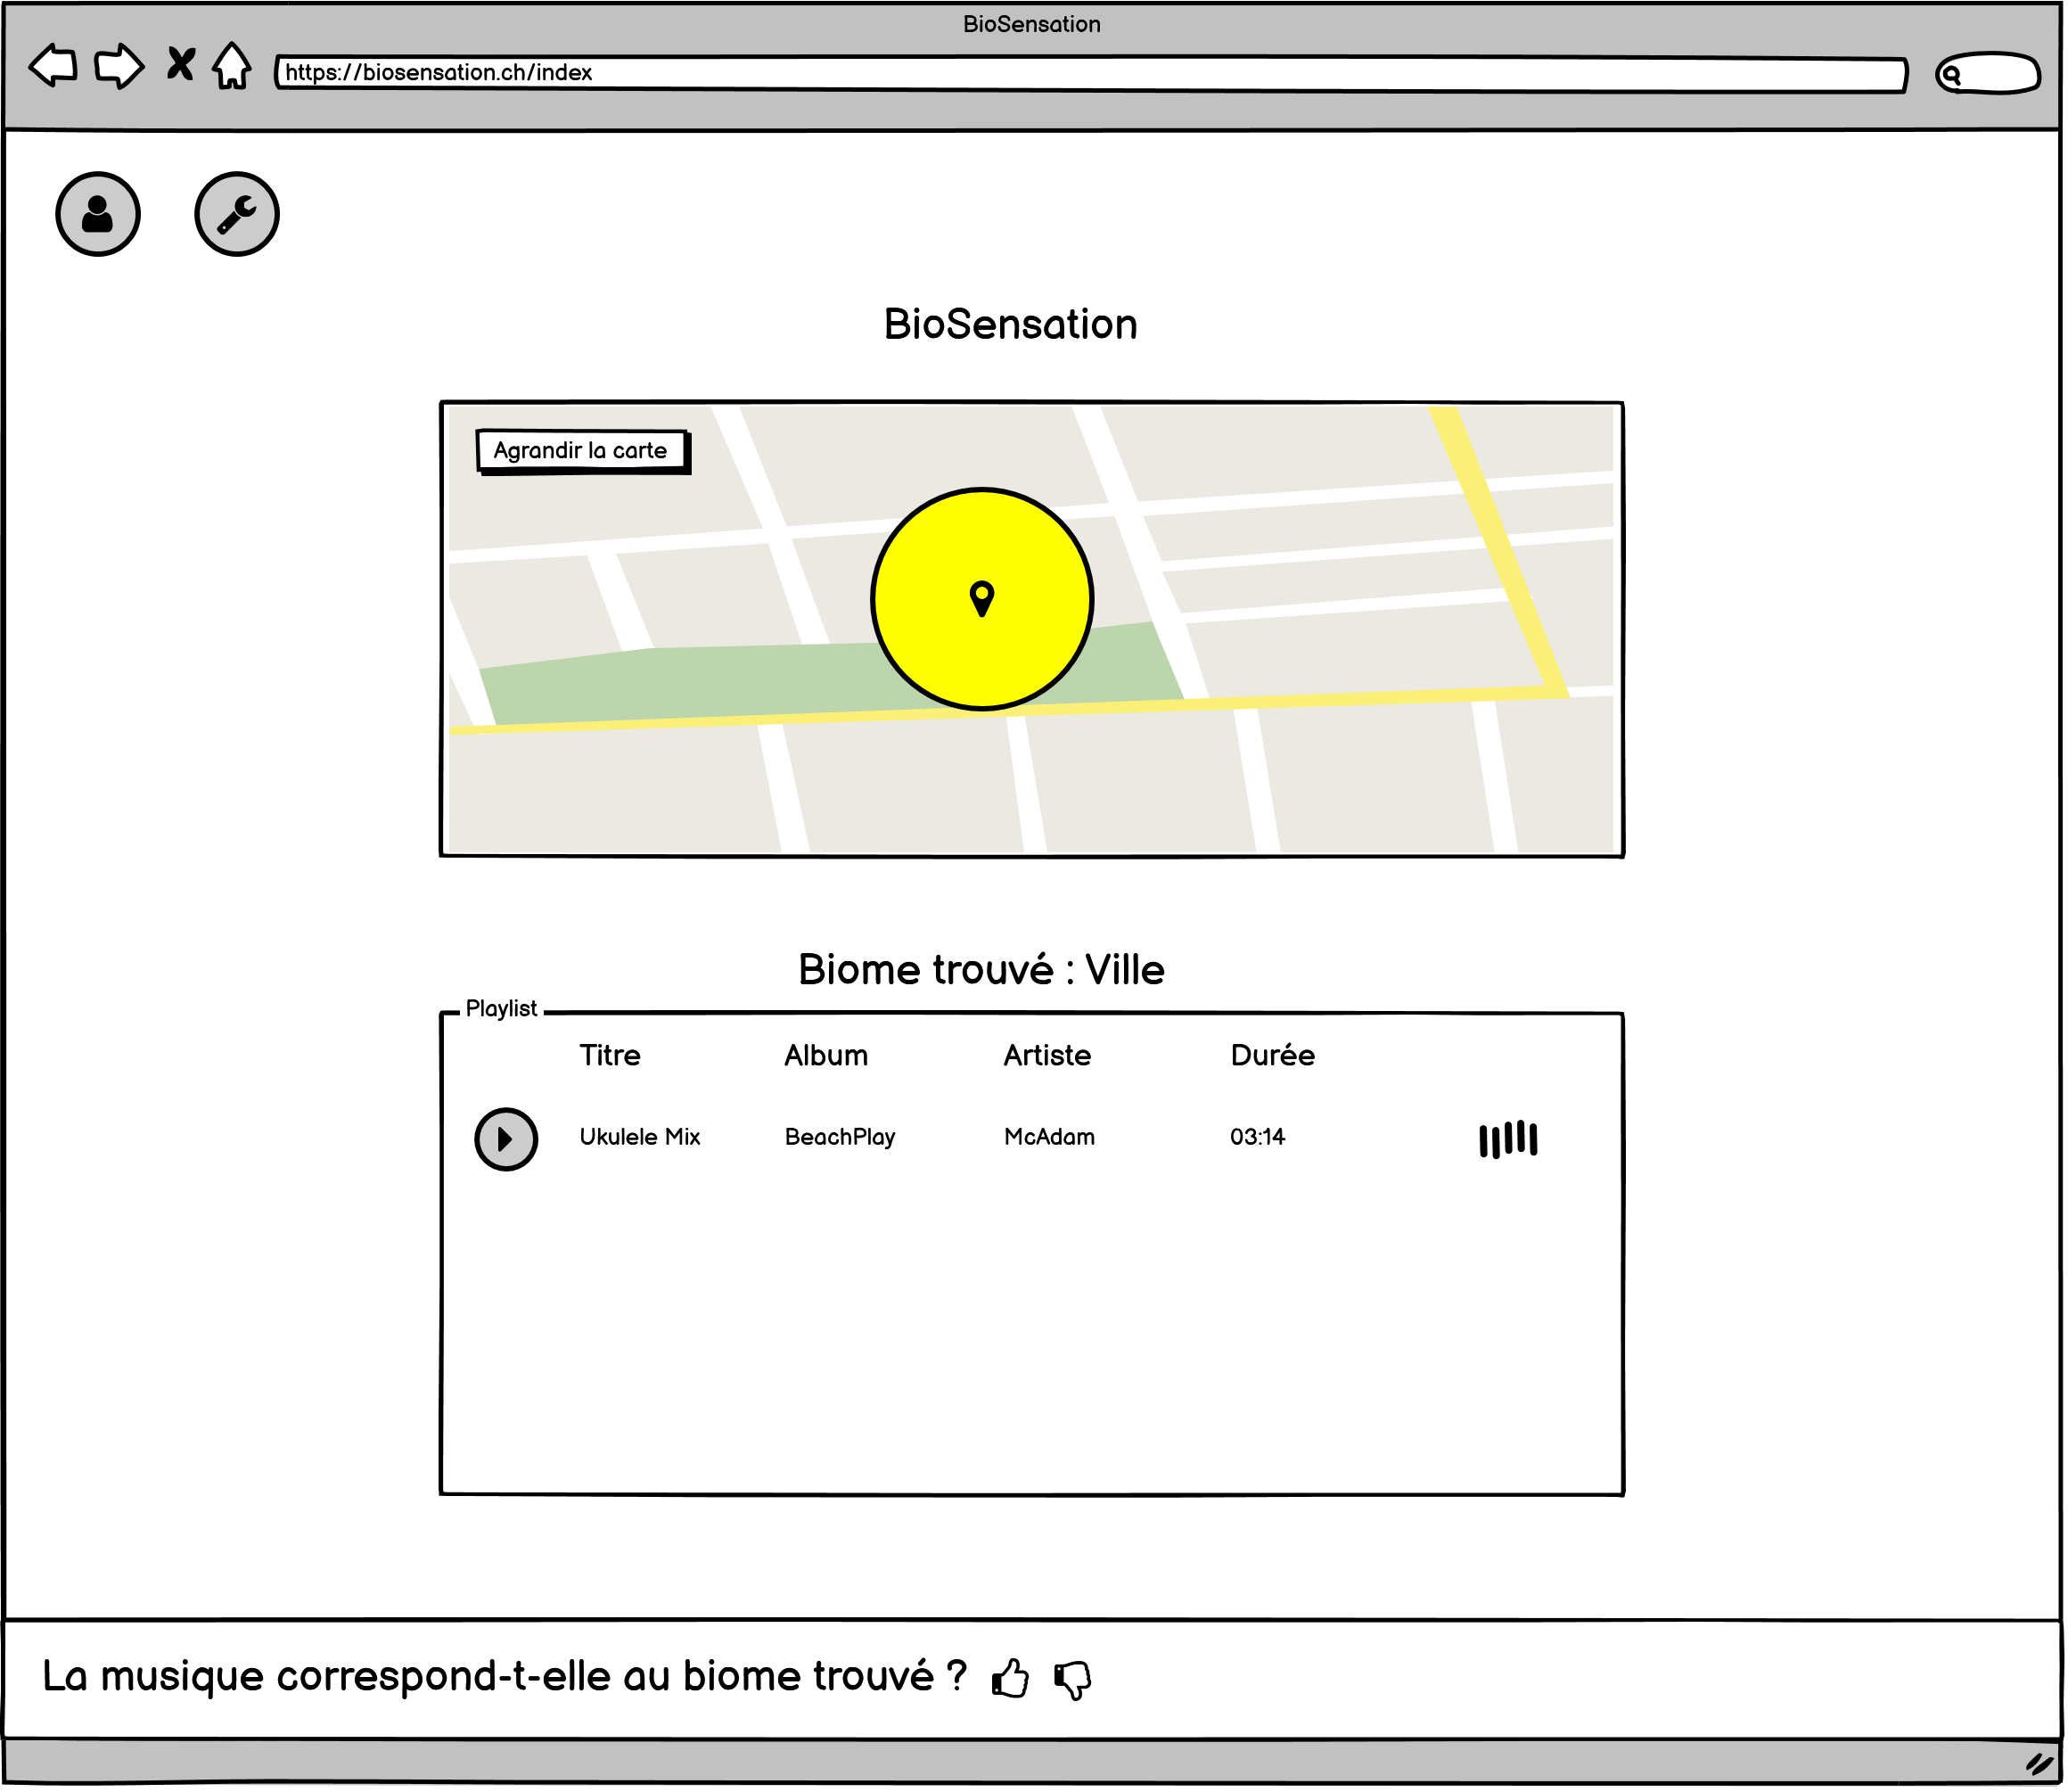 BioSensation
https://biosensation.ch/index
BioSensation
Agrandir la carte
Biome trouvé : Ville
Playlist
Titre Album Artiste Durée
Ukulele Mix BeachPlay McAdam 03:14
La musique correspond-t-elle au biome trouvé ?